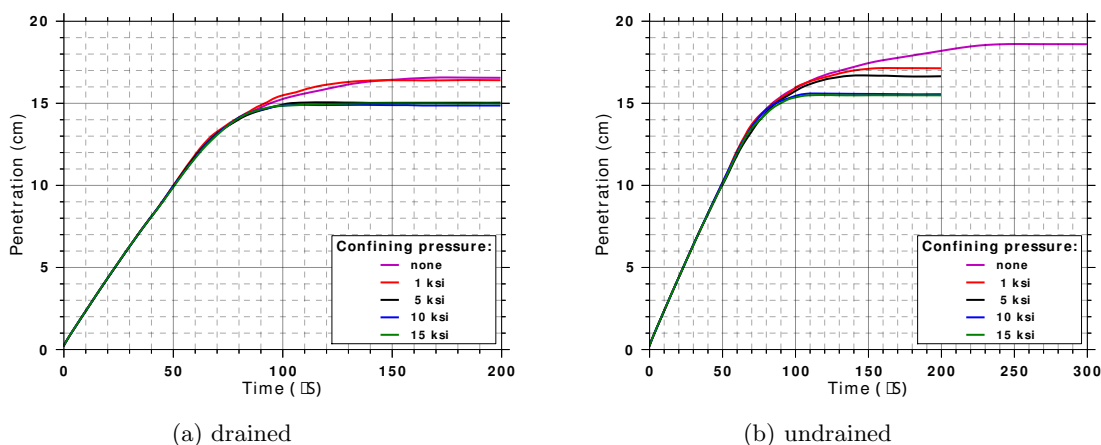 20
15
10
5
0
Penetration (cm)
Confining pressure:
none
1 ksi
5 ksi
10 ksi
15 ksi
0 50 100 150 200
Time (□S)
(a) drained
20
15
10
5
0
Penetration (cm)
Confining pressure:
none
1 ksi
5 ksi
10 ksi
15 ksi
0 50 100 150 200 250 300
Time (□S)
(b) undrained